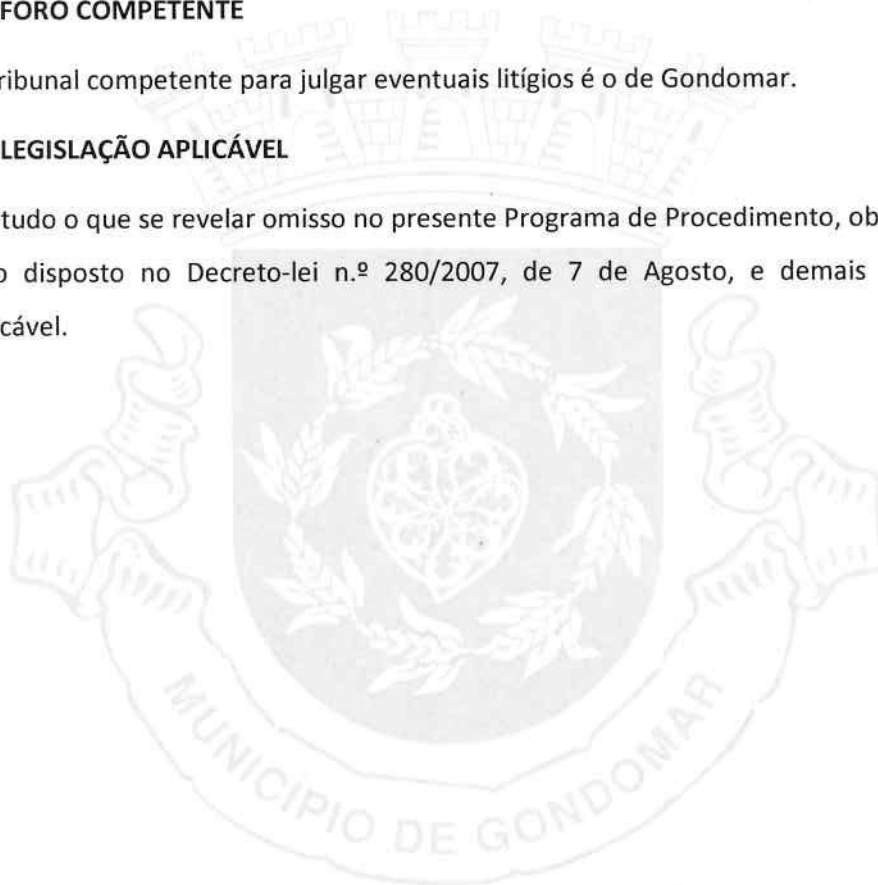 FORO COMPETENTE
ribunal competente para julgar eventuais litígios é o de Gondomar.
LEGISLAÇÃO APLICÁVEL
tudo o que se revelar omisso no presente Programa de Procedimento, ob
o disposto no Decreto-lei n.º 280/2007, de 7 de Agosto, e demais
cável.
MUNICÍPIO DE GONDOMAR